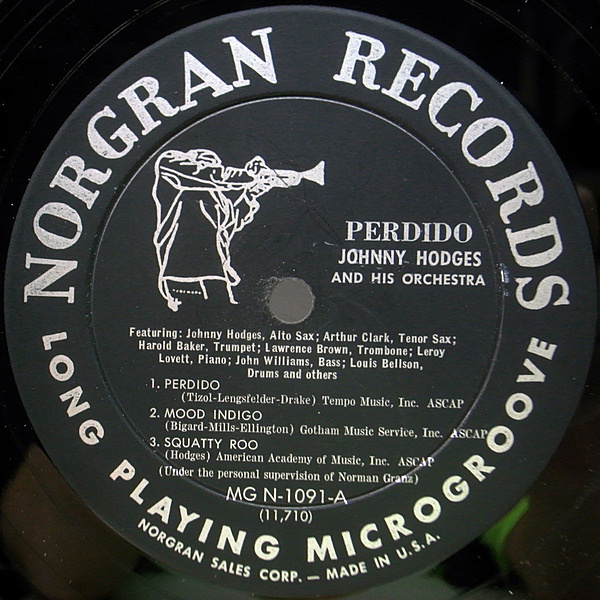 NORGRAN RECORDS
PERDIDO
JOHNNY HODGES
AND HIS ORCHESTRA
Featuring: Johnny Hodges, Alto Sax; Arthur Clark, Tenor Sax;
Harold Baker, Trumpet; Lawrence Brown, Trombone; Leroy
Lovett, Piano; John Williams, Bass; Louis Bellson,
Drums and others
1. PERDIDO
(Tizol-Lengsfelder-Drake) Tempo Music, Inc. ASCAP
2. MOOD INDIGO
(Bigard-Mills-Ellington) Gotham Music Service, Inc. ASCAP
3. SQUATTY ROO
(Hodges) American Academy of Music, Inc. ASCAP
(Under the personal supervision of Norman Granz)
MG N-1091-A
(11,710)
LONG PLAYING MICROGROOVE
NORGRAN SALES CORP. — MADE IN U.S.A.